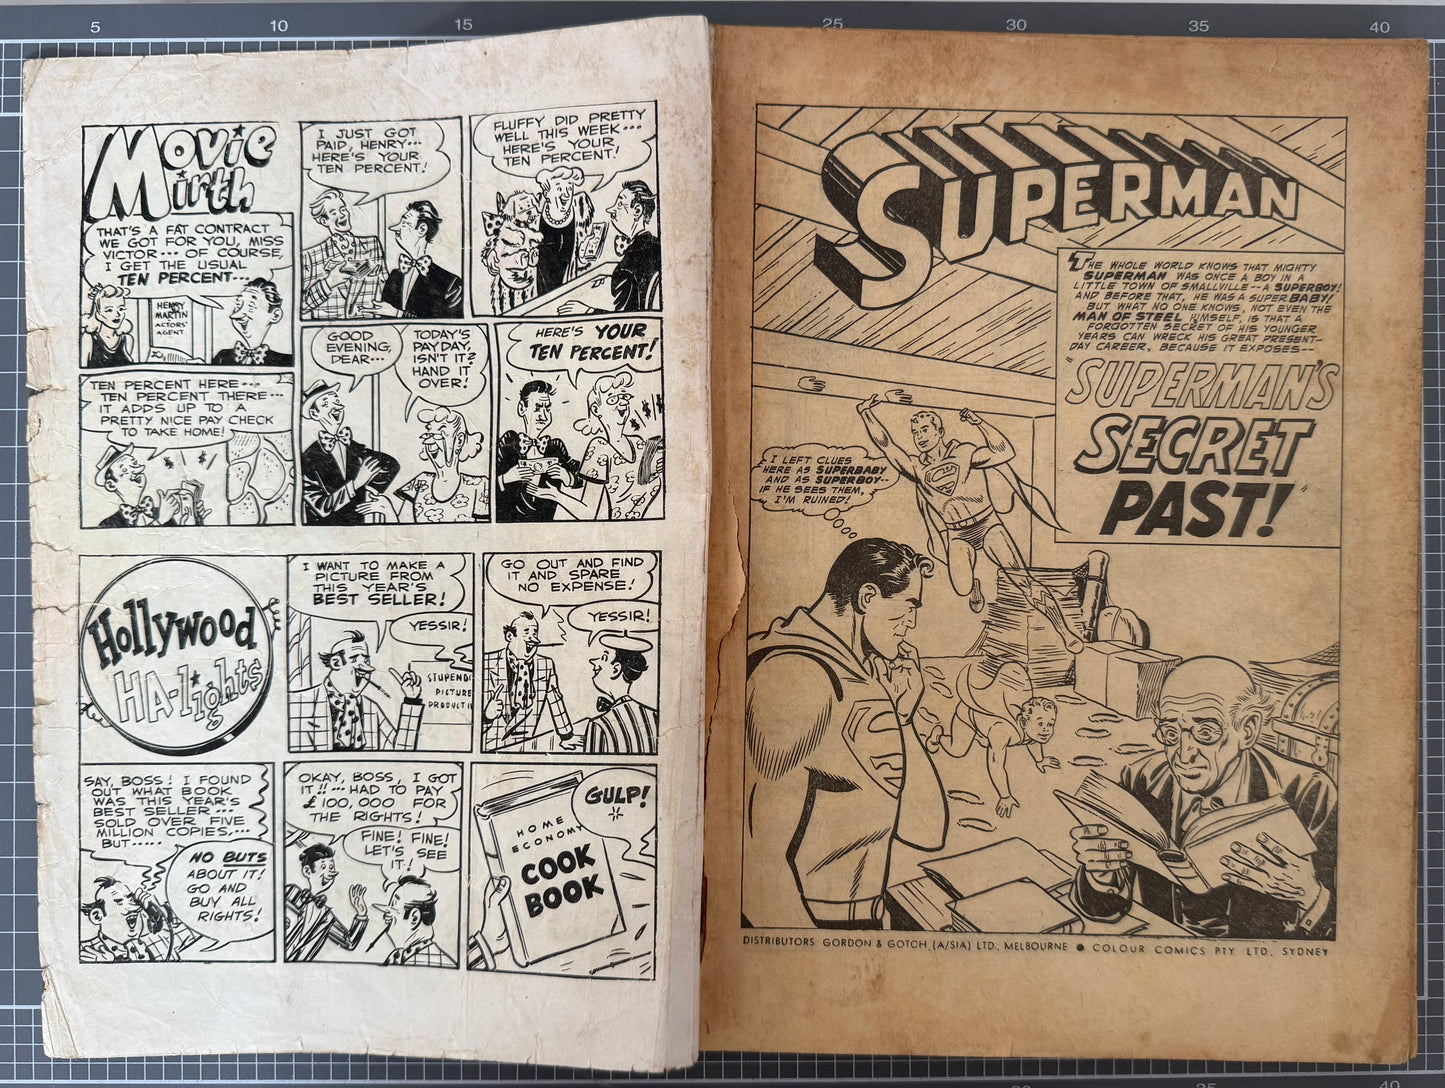 5
10
15
25
30
35
40
Movie
Mirth
THAT'S A FAT CONTRACT
WE GOT FOR YOU, MISS
VICTOR--- OF COURSE,
I GET THE USUAL
TEN PERCENT---
HENRY
MARTIN
ACTORS'
AGENT
I JUST GOT
PAID, HENRY---
HERE'S YOUR
TEN PERCENT!
FLUFFY DID PRETTY
WELL THIS WEEK---
HERE'S YOUR
TEN PERCENT!
TEN PERCENT HERE---
TEN PERCENT THERE---
IT ADDS UP TO A
PRETTY NICE PAY CHECK
TO TAKE HOME!
GOOD
EVENING,
DEAR---
TODAY'S
PAYDAY,
ISN'T IT?
HAND IT
OVER!
HERE'S YOUR
TEN PERCENT!
Hollywood
HA-lights
I WANT TO MAKE A
PICTURE FROM
THIS YEAR'S
BEST SELLER!
YESSIR!
STUPEND
PICTURE
PRODUCTI
GO OUT AND FIND
IT AND SPARE
NO EXPENSE!
YESSIR!
SAY, BOSS! I FOUND
OUT WHAT BOOK
WAS THIS YEAR'S
BEST SELLER---
SOLD OVER FIVE
MILLION COPIES,---
BUT-----
NO BUTS
ABOUT IT!
GO AND
BUY ALL
RIGHTS!
OKAY, BOSS, I GOT
IT!!--- HAD TO PAY
£100,000 FOR
THE RIGHTS!
FINE! FINE!
LET'S SEE
IT!
GULP!
HOME
ECONOMY
COOK
BOOK
SUPERMAN
THE WHOLE WORLD KNOWS THAT MIGHTY
SUPERMAN WAS ONCE A BOY IN A
LITTLE TOWN OF SMALLVILLE--A SUPERBOY!
AND BEFORE THAT, HE WAS A SUPERBABY!
BUT WHAT NO ONE KNOWS, NOT EVEN THE
MAN OF STEEL HIMSELF, IS THAT A
FORGOTTEN SECRET OF HIS YOUNGER
YEARS CAN WRECK HIS GREAT PRESENT-
DAY CAREER, BECAUSE IT EXPOSES--
"SUPERMAN'S
SECRET
PAST!"
I LEFT CLUES
HERE AS SUPERBABY
AND AS SUPERBOY--
IF HE SEES THEM,
I'M RUINED!
S
S
DISTRIBUTORS GORDON & GOTCH (A/SIA) LTD., MELBOURNE ● COLOUR COMICS PTY LTD. SYDNEY